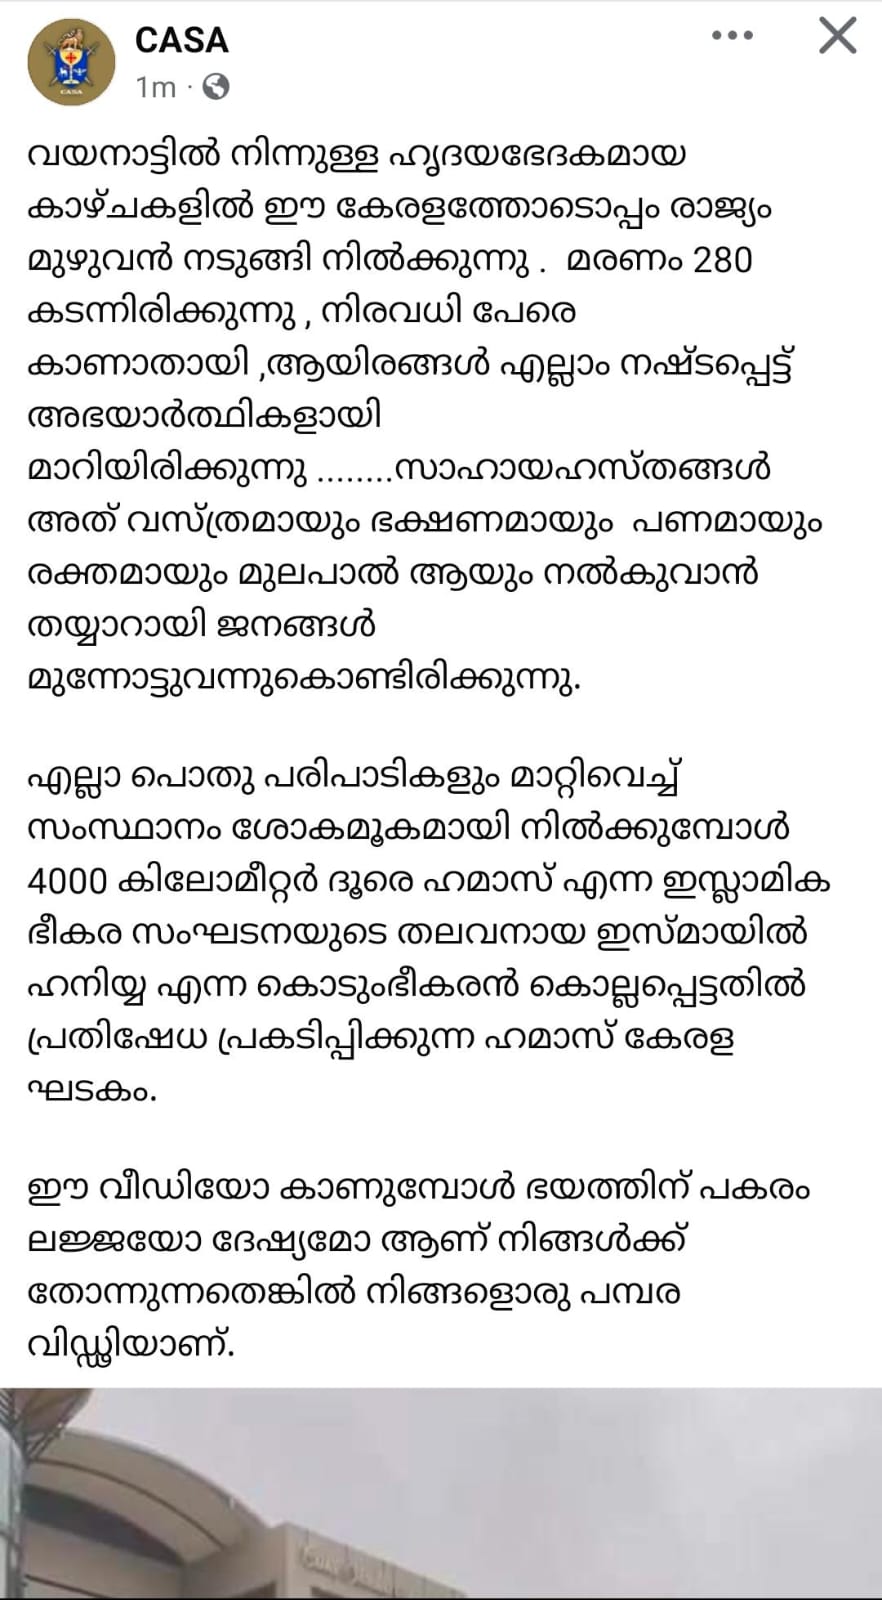 CASA
1m ·
CASA
വയനാട്ടിൽ നിന്നുള്ള ഹൃദയഭേദകമായ
കാഴ്ചകളിൽ ഈ കേരളത്തോടൊപ്പം രാജ്യം
മുഴുവൻ നടുങ്ങി നിൽക്കുന്നു . മരണം 280
കടന്നിരിക്കുന്നു , നിരവധി പേരെ
കാണാതായി ,ആയിരങ്ങൾ എല്ലാം നഷ്ടപ്പെട്ട്
അഭയാർത്ഥികളായി
മാറിയിരിക്കുന്നു ........സാഹായഹസ്തങ്ങൾ
അത് വസ്ത്രമായും ഭക്ഷണമായും പണമായും
രക്തമായും മുലപാൽ ആയും നൽകുവാൻ
തയ്യാറായി ജനങ്ങൾ
മുന്നോട്ടുവന്നുകൊണ്ടിരിക്കുന്നു.
എല്ലാ പൊതു പരിപാടികളും മാറ്റിവെച്ച്
സംസ്ഥാനം ശോകമൂകമായി നിൽക്കുമ്പോൾ
4000 കിലോമീറ്റർ ദൂരെ ഹമാസ് എന്ന ഇസ്ലാമിക
ഭീകര സംഘടനയുടെ തലവനായ ഇസ്മായിൽ
ഹനിയ്യ എന്ന കൊടുംഭീകരൻ കൊല്ലപ്പെട്ടതിൽ
പ്രതിഷേധ പ്രകടിപ്പിക്കുന്ന ഹമാസ് കേരള
ഘടകം.
ഈ വീഡിയോ കാണുമ്പോൾ ഭയത്തിന് പകരം
ലജ്ജയോ ദേഷ്യമോ ആണ് നിങ്ങൾക്ക്
തോന്നുന്നതെങ്കിൽ നിങ്ങളൊരു പമ്പര
വിഡ്ഢിയാണ്.